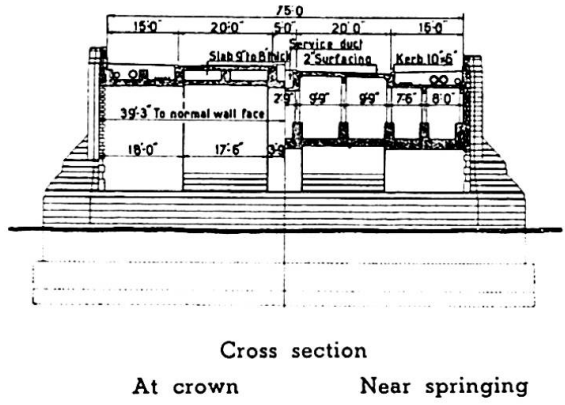 75·0
15·0" 20·0" 5·0" 20·0" 15·0"
Service duct
Slab 9" to 8" thick 2" Surfacing Kerb 10"×6"
2'·9" 9'·9" 9'·9" 7'·6" 8'·0"
39'·3" To normal wall face
18'·0" 17'·6" 3'·9"
Cross section
At crown Near springing